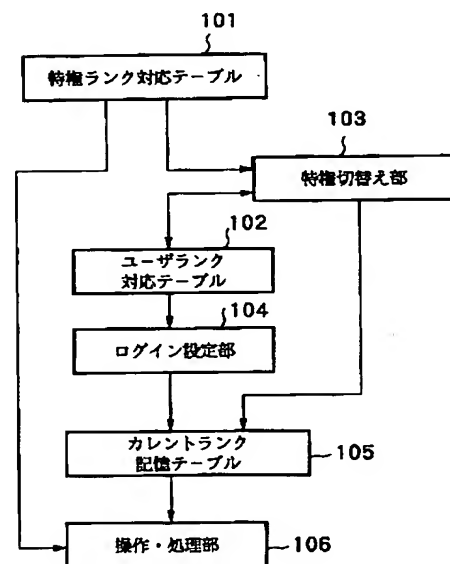 101
特権ランク対応テーブル
103
特権切替え部
102
ユーザランク
対応テーブル
104
ログイン設定部
カレントランク
記憶テーブル
105
操作・処理部
106